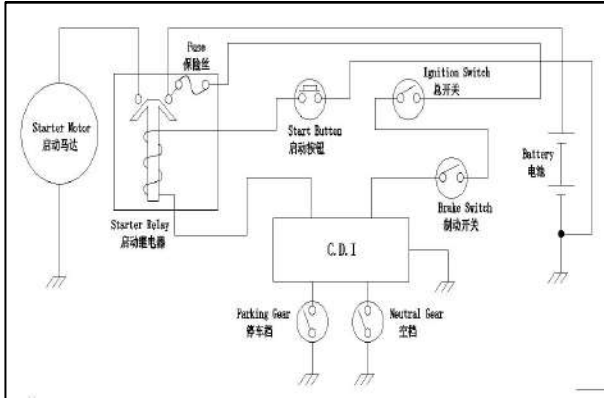 Fuse
保险丝
Ignition Switch
总开关
Starter Motor
启动马达
Start Button
启动按钮
Battery
电池
Brake Switch
制动开关
Starter Relay
启动继电器
C.D.I
Parking Gear
停车挡
Neutral Gear
空挡